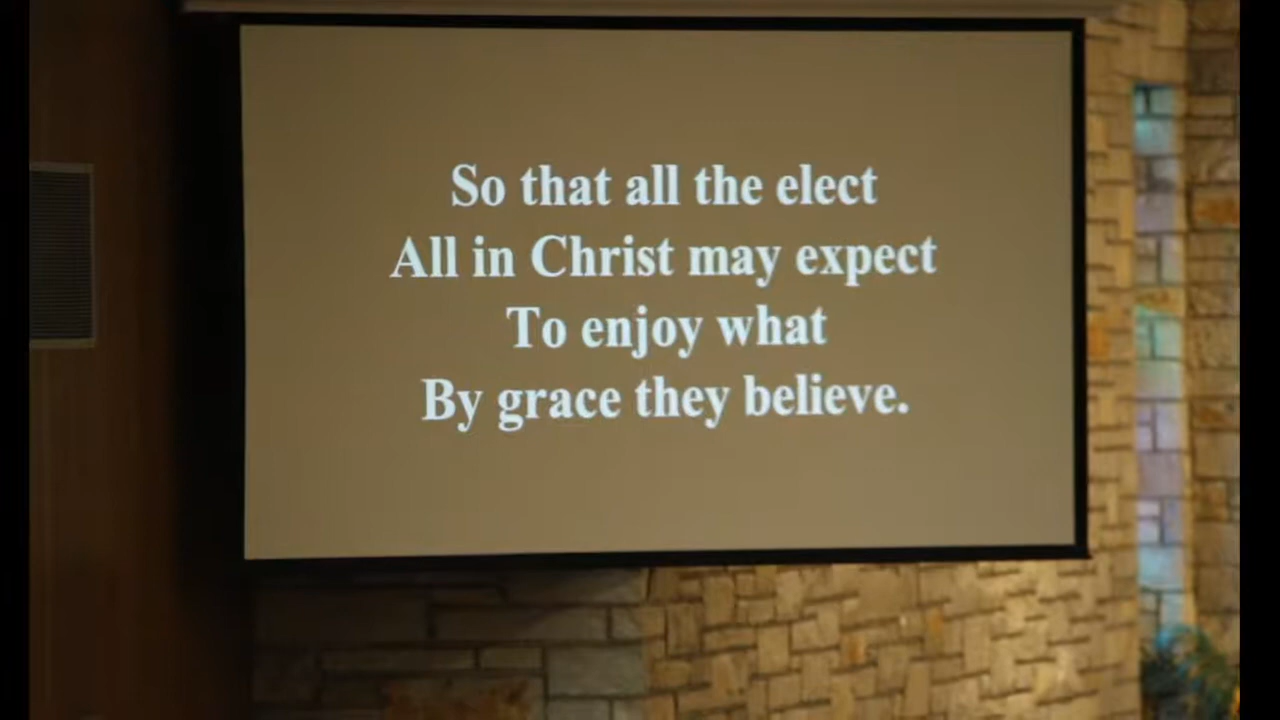 So that all the elect
All in Christ may expect
To enjoy what
By grace they believe.